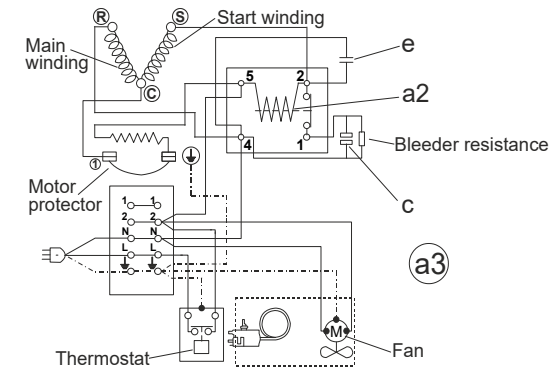 R
S
Start winding
Main
winding
e
C
5
2
a2
4
1
Bleeder resistance
1
Motor
protector
c
1
1
2
2
N
N
L
L
a3
M
Fan
Thermostat